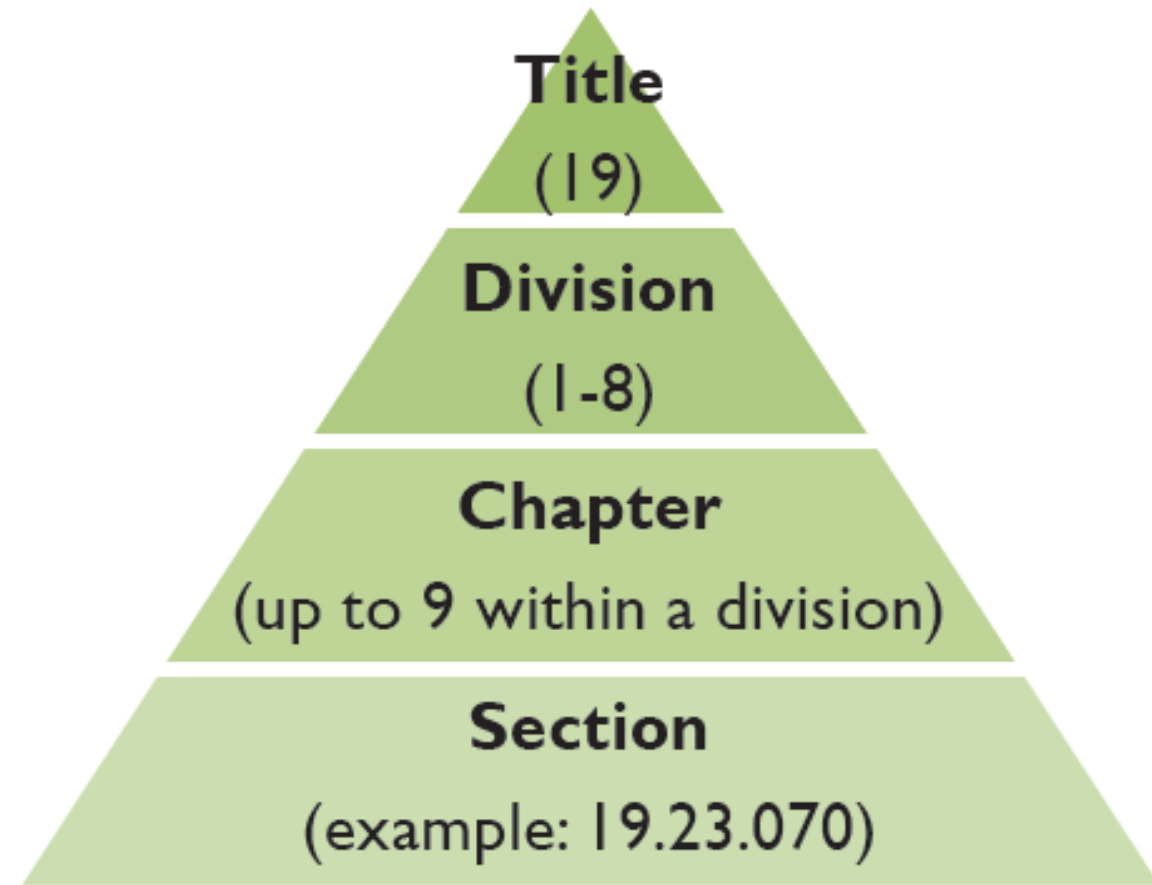 Title
(19)
Division
(1-8)
Chapter
(up to 9 within a division)
Section
(example: 19.23.070)